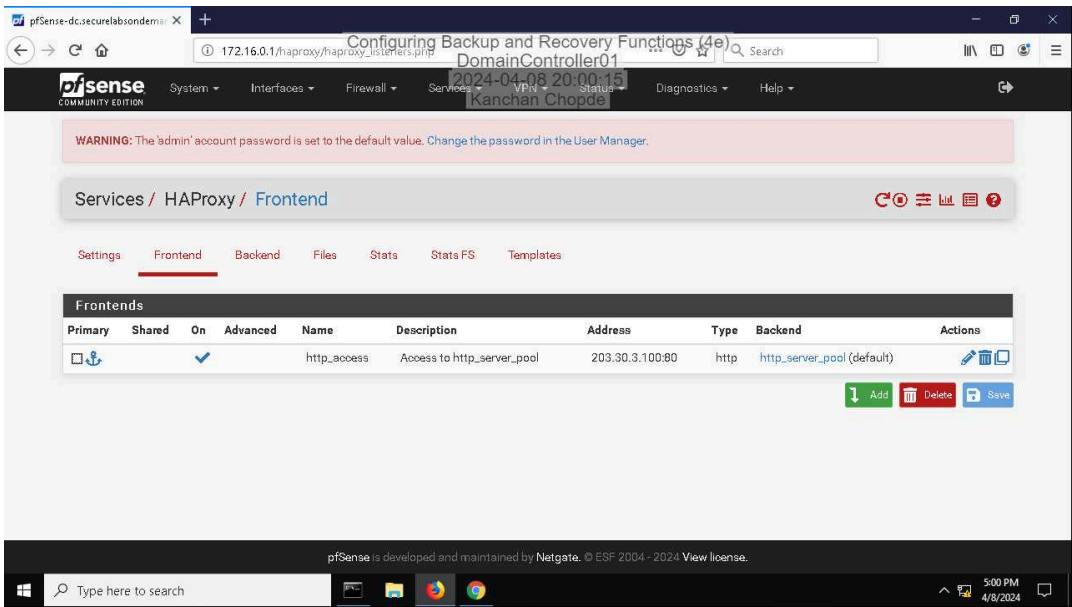 pfSense-dc.securelabsondemar
172.16.0.1/haproxy/haproxy_listeners.php
Search
Configuring Backup and Recovery Functions (4e)
DomainController01
2024-04-08 20:00:15
Kanchan Chopde
pfsense
COMMUNITY EDITION
System Interfaces Firewall Services VPN Status Diagnostics Help
WARNING: The 'admin' account password is set to the default value. Change the password in the User Manager.
Services / HAProxy / Frontend
Settings Frontend Backend Files Stats Stats FS Templates
Frontends
Primary Shared On Advanced Name Description Address Type Backend Actions
http_access Access to http_server_pool 203.30.3.100:80 http http_server_pool (default)
Add Delete Save
pfSense is developed and maintained by Netgate. © ESF 2004 - 2024 View license.
Type here to search
5:00 PM
4/8/2024